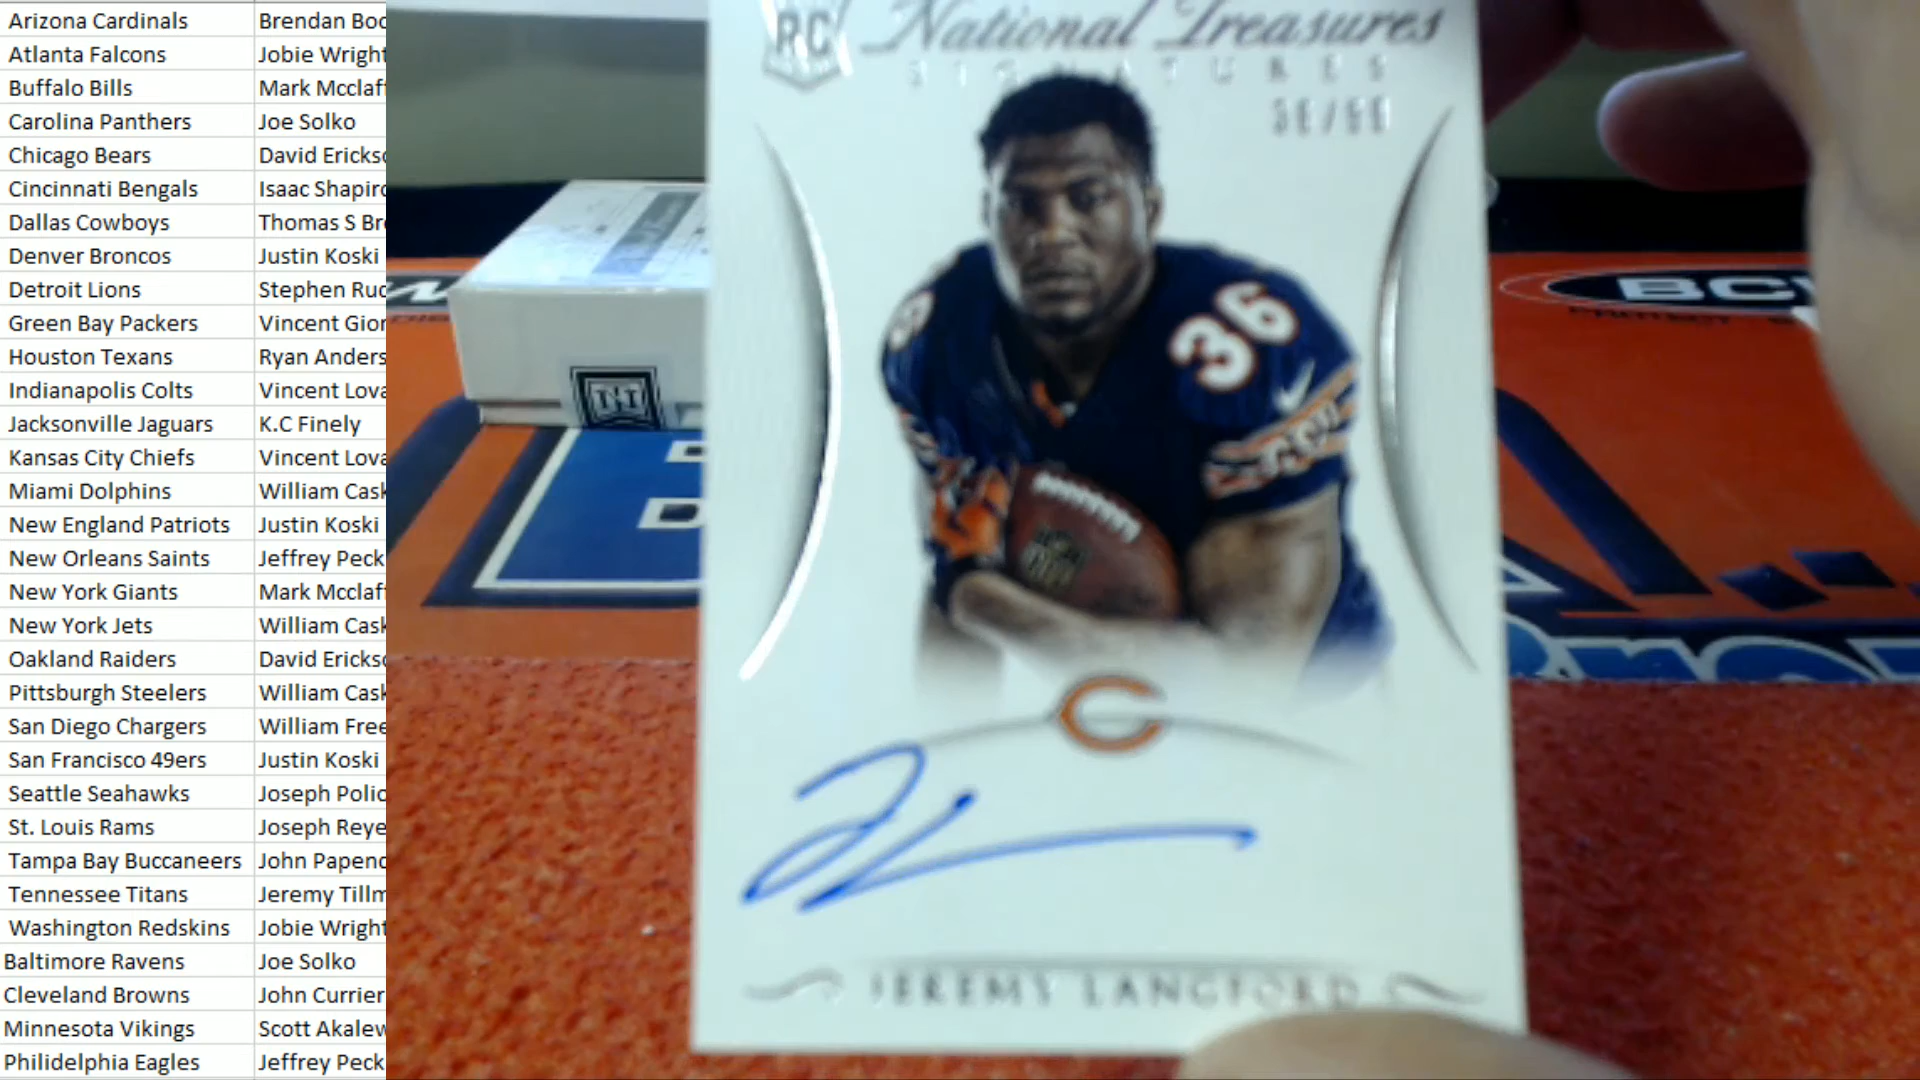 Arizona Cardinals Brendan Boo
Atlanta Falcons Jobie Wright
Buffalo Bills Mark Mcclaf
Carolina Panthers Joe Solko
Chicago Bears David Erickso
Cincinnati Bengals Isaac Shapiro
Dallas Cowboys Thomas S Bre
Denver Broncos Justin Koski
Detroit Lions Stephen Ruc
Green Bay Packers Vincent Gior
Houston Texans Ryan Anders
Indianapolis Colts Vincent Lova
Jacksonville Jaguars K.C Finely
Kansas City Chiefs Vincent Lova
Miami Dolphins William Cask
New England Patriots Justin Koski
New Orleans Saints Jeffrey Peck
New York Giants Mark Mcclaf
New York Jets William Cask
Oakland Raiders David Erickso
Pittsburgh Steelers William Cask
San Diego Chargers William Free
San Francisco 49ers Justin Koski
Seattle Seahawks Joseph Polic
St. Louis Rams Joseph Reye
Tampa Bay Buccaneers John Papend
Tennessee Titans Jeremy Tillm
Washington Redskins Jobie Wright
Baltimore Ravens Joe Solko
Cleveland Browns John Currier
Minnesota Vikings Scott Akalew
Philidelphia Eagles Jeffrey Peck
RC National Treasures
SIGNATURES
36
C
JEREMY LANGFORD
BCW